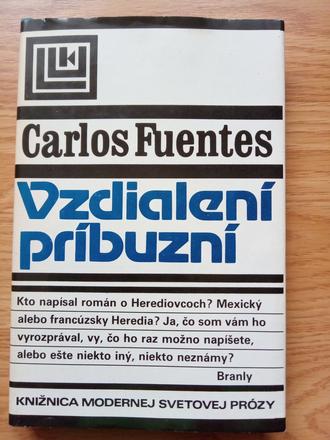 Carlos Fuentes
Vzdialení
príbuzní
Kto napísal román o Herediovcoch? Mexický
alebo francúzsky Heredia? Ja, čo som vám ho
vyrozprával, vy, čo ho raz možno napíšete,
alebo ešte niekto iný, niekto neznámy?
Branly
KNIŽNICA MODERNEJ SVETOVEJ PRÓZY